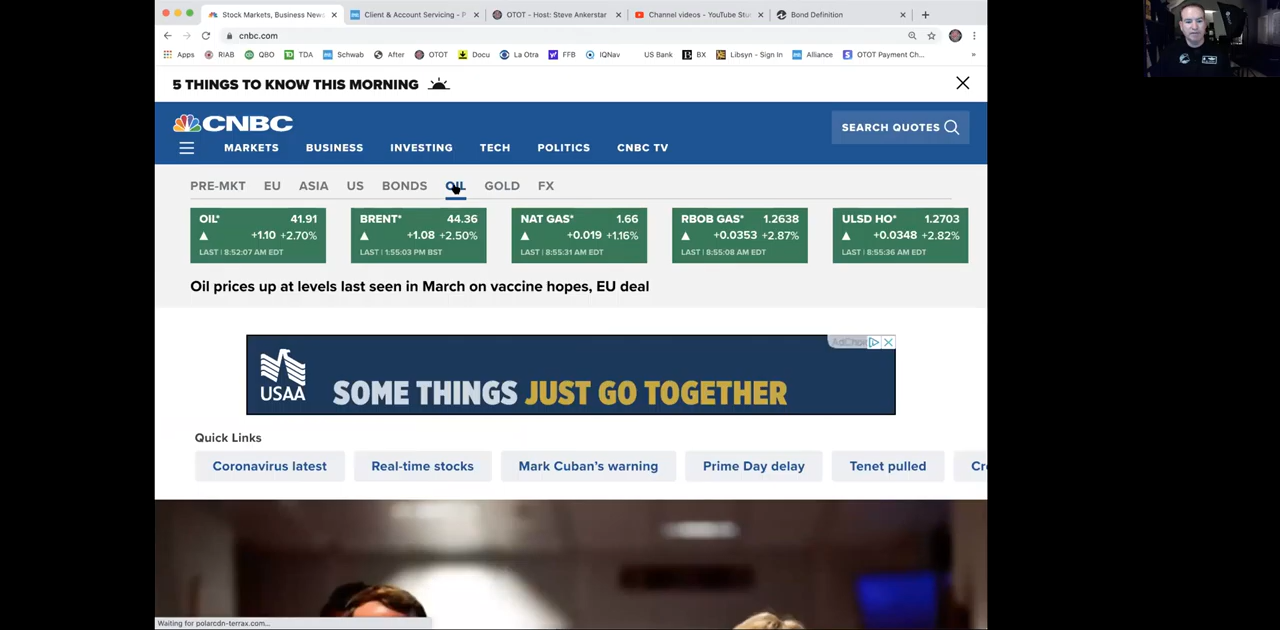 Stock Markets, Business News
Client & Account Servicing - P
OTOT - Host: Steve Ankerstar
Channel videos - YouTube Stu
Bond Definition
cnbc.com
Apps RIAB QBO TDA Schwab After OTOT Docu La Otra FFB IQNav US Bank BX Libsyn - Sign In Alliance OTOT Payment Ch... »
5 THINGS TO KNOW THIS MORNING
CNBC
SEARCH QUOTES
MARKETS BUSINESS INVESTING TECH POLITICS CNBC TV
PRE-MKT EU ASIA US BONDS OIL GOLD FX
OIL* 41.91
+1.10 +2.70%
LAST | 8:52:07 AM EDT
BRENT* 44.36
+1.08 +2.50%
LAST | 1:55:03 PM BST
NAT GAS* 1.66
+0.019 +1.16%
LAST | 8:55:31 AM EDT
RBOB GAS* 1.2638
+0.0353 +2.87%
LAST | 8:55:08 AM EDT
ULSD HO* 1.2703
+0.0348 +2.82%
LAST | 8:55:36 AM EDT
Oil prices up at levels last seen in March on vaccine hopes, EU deal
USAA
SOME THINGS JUST GO TOGETHER
Quick Links
Coronavirus latest Real-time stocks Mark Cuban's warning Prime Day delay Tenet pulled Cr
Waiting for polarcdn-terrax.com...